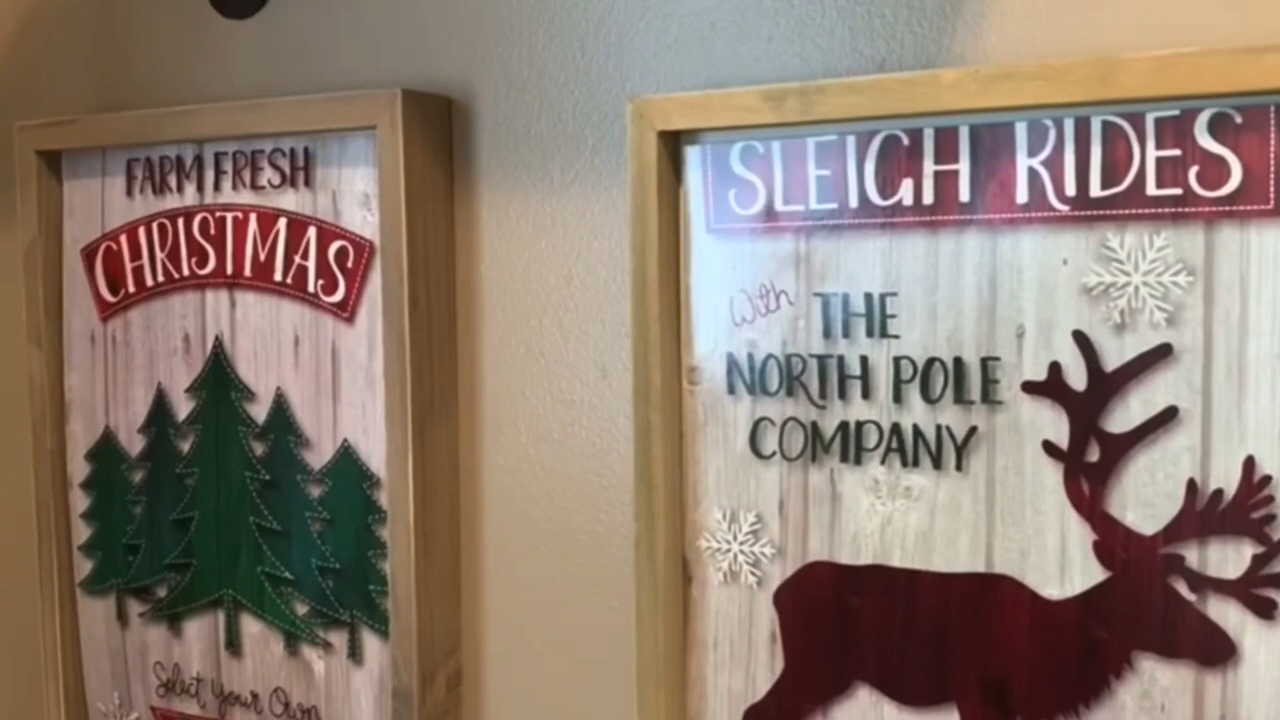 FARM FRESH
CHRISTMAS
Select Your Own
SLEIGH RIDES
With THE
NORTH POLE
COMPANY